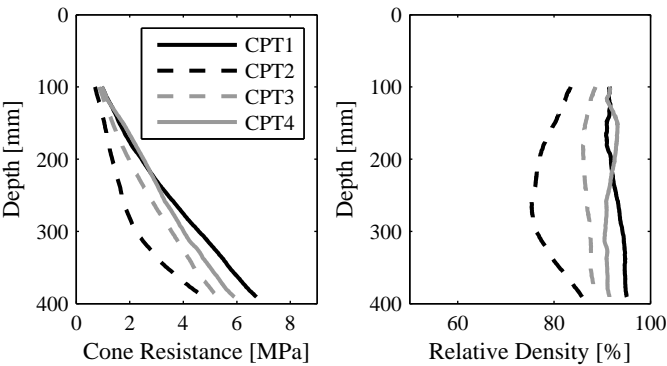 0
100
200
300
400
Depth [mm]
0 2 4 6 8
Cone Resistance [MPa]
CPT1
CPT2
CPT3
CPT4
0
100
200
300
400
Depth [mm]
60 80 100
Relative Density [%]